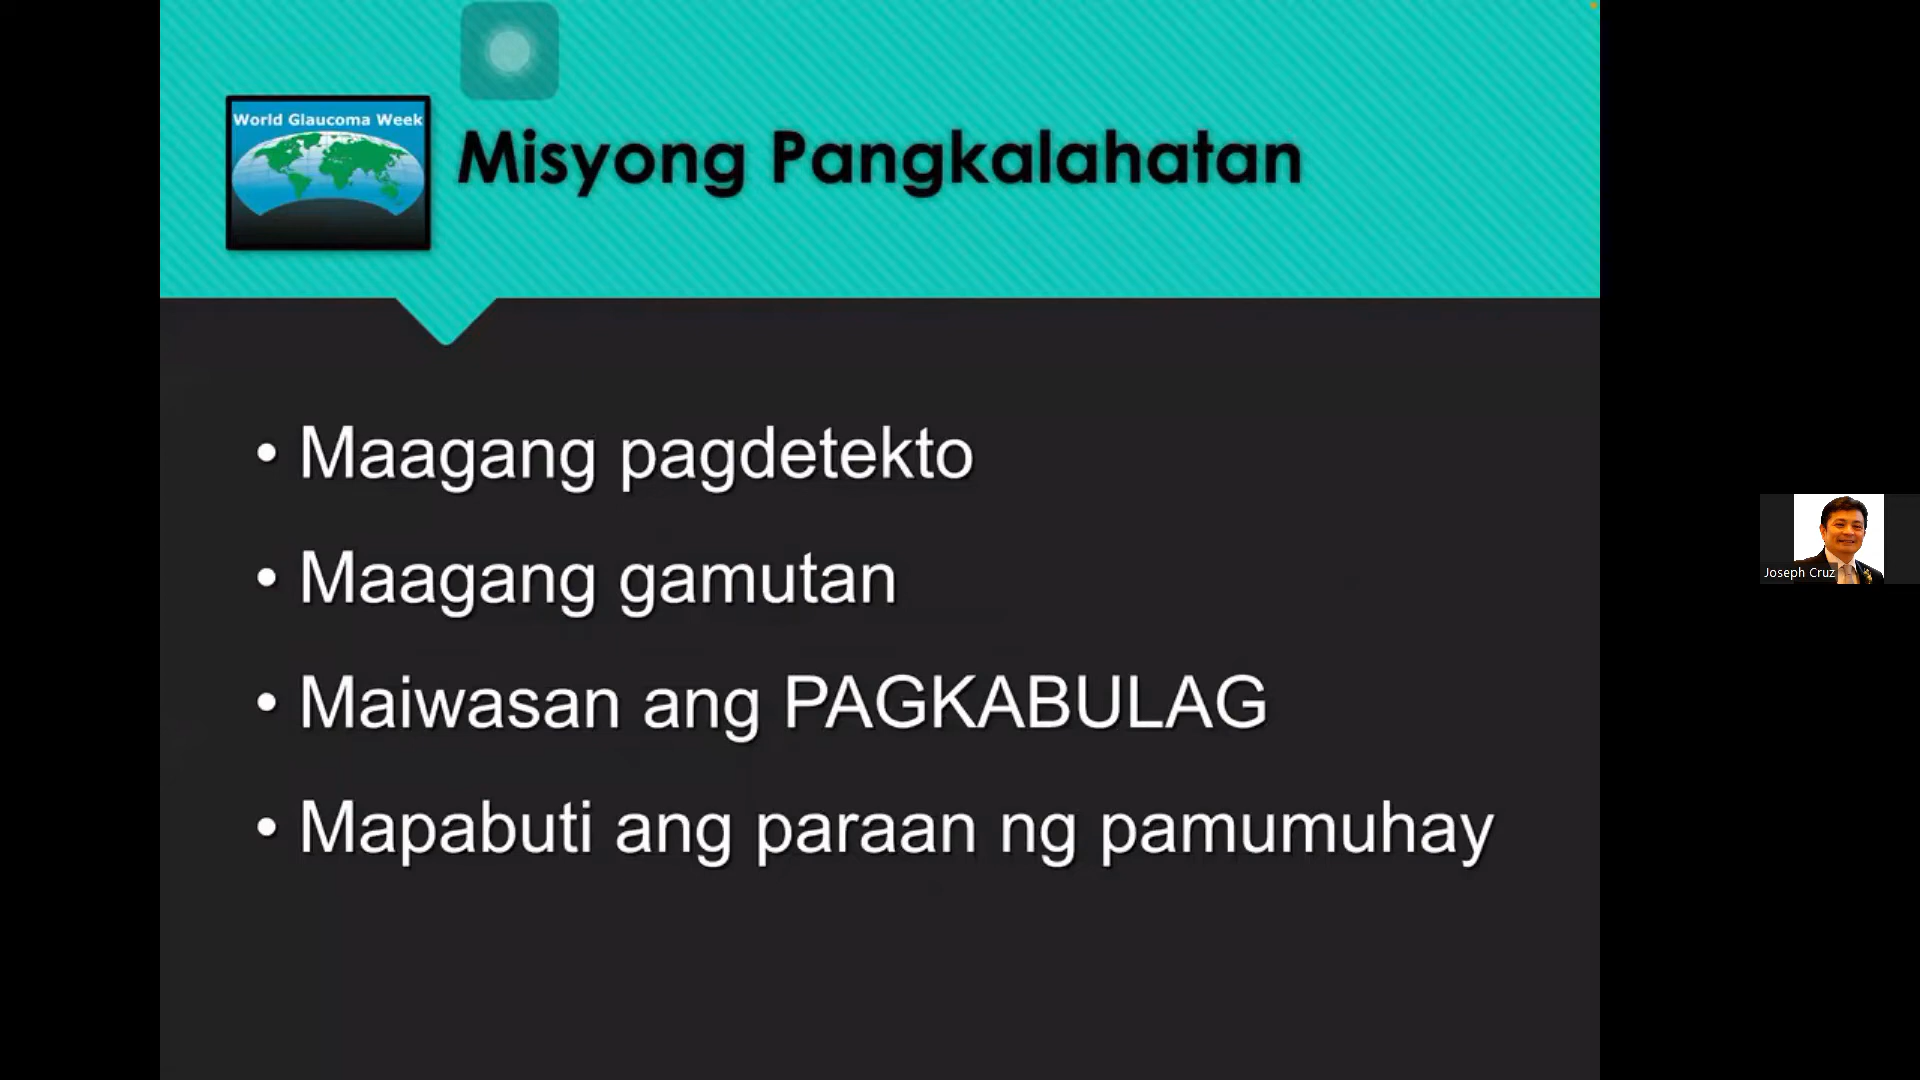 World Glaucoma Week
Misyong Pangkalahatan
• Maagang pagdetekto
• Maagang gamutan
• Maiwasan ang PAGKABULAG
• Mapabuti ang paraan ng pamumuhay
Joseph Cruz